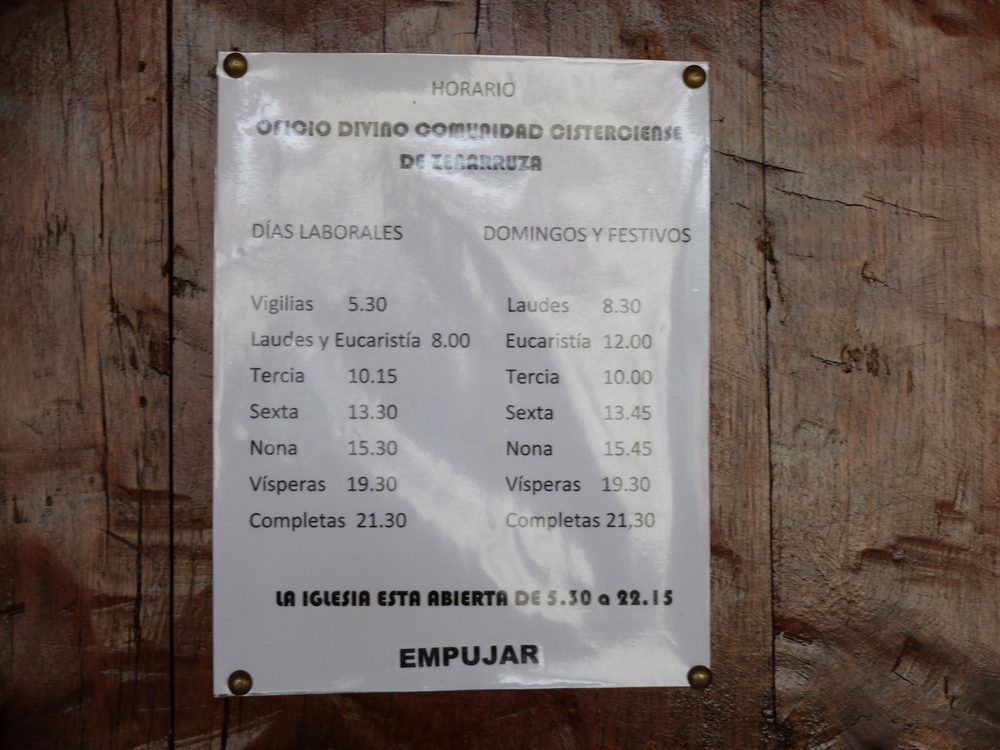 HORARIO
OFICIO DIVINO COMUNIDAD CISTERCIENSE
DE ZENARRUZA
DÍAS LABORALES
Vigilias 5.30
Laudes y Eucaristía 8.00
Tercia 10.15
Sexta 13.30
Nona 15.30
Vísperas 19.30
Completas 21.30
DOMINGOS Y FESTIVOS
Laudes 8.30
Eucaristía 12.00
Tercia 10.00
Sexta 13.45
Nona 15.45
Vísperas 19.30
Completas 21,30
LA IGLESIA ESTA ABIERTA DE 5.30 a 22.15
EMPUJAR